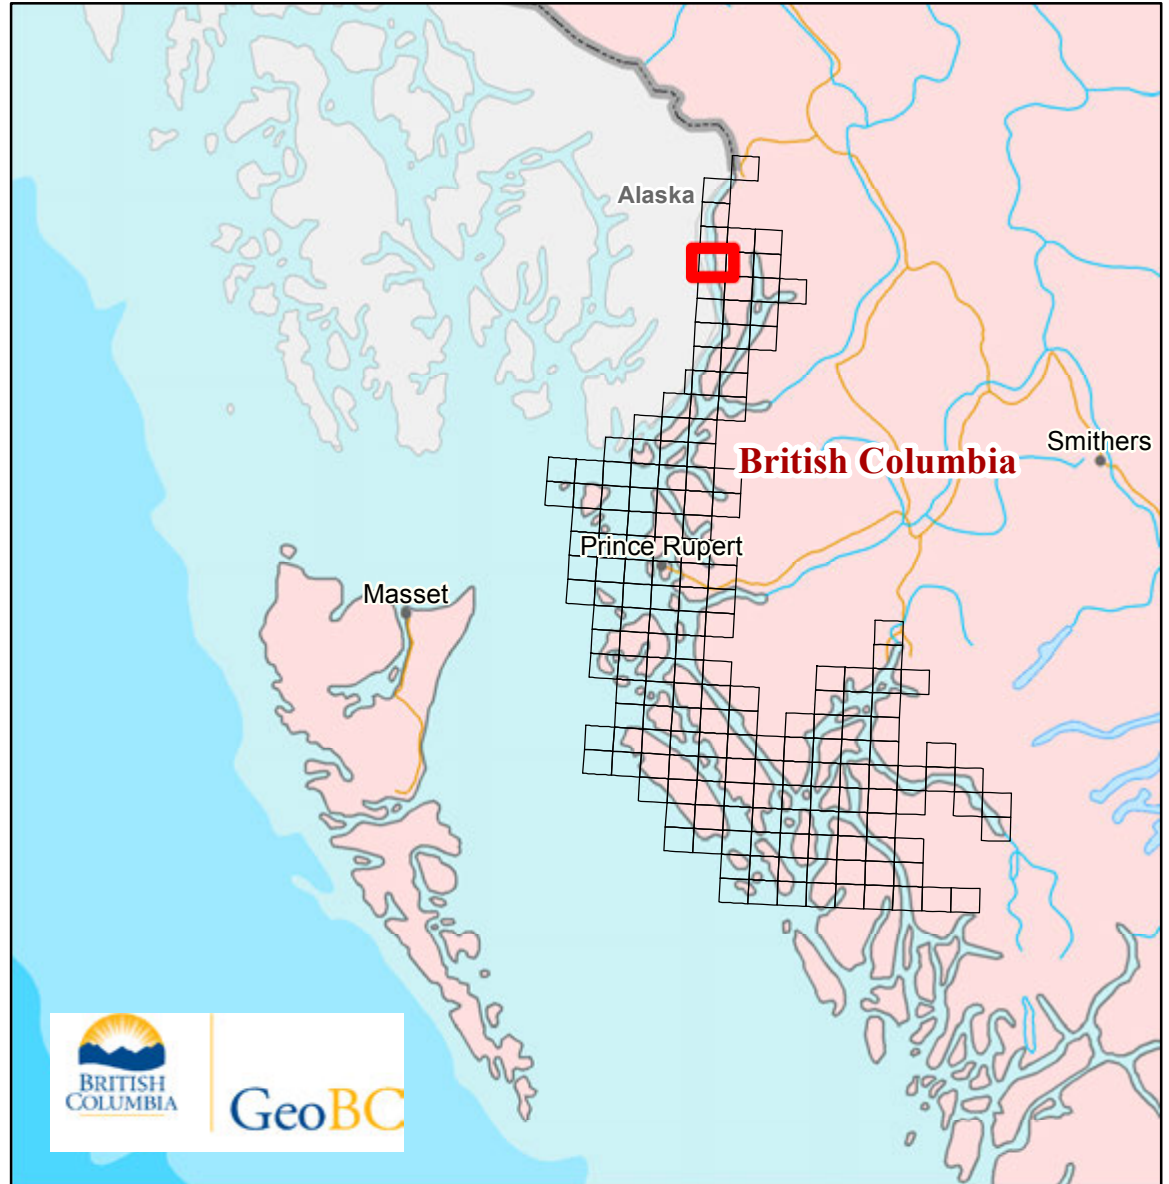 Alaska
British Columbia
Smithers
Prince Rupert
Masset
BRITISH
COLUMBIA
GeoBC